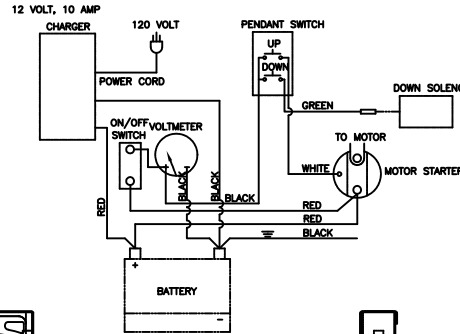 12 VOLT, 10 AMP
CHARGER
120 VOLT
PENDANT SWITCH
UP
DOWN
POWER CORD
DOWN SOLENO
GREEN
ON/OFF
SWITCH
VOLTMETER
TO MOTOR
WHITE
MOTOR STARTER
BLACK
BLACK
BLACK
RED
RED
RED
BLACK
+
BATTERY
-